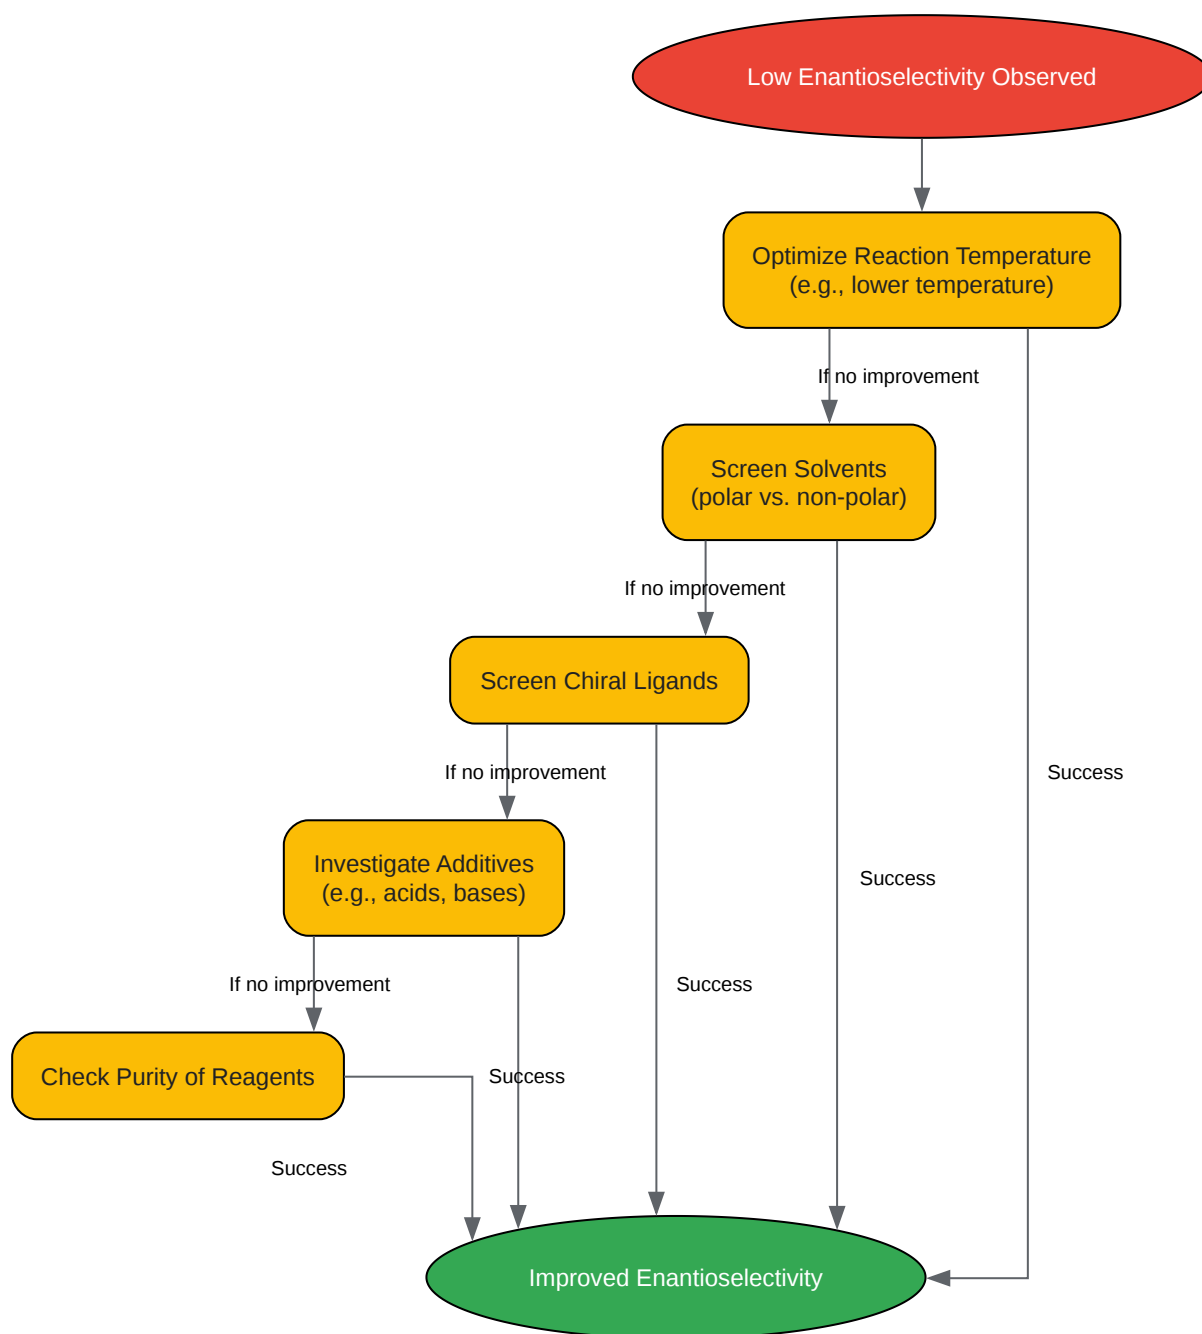 Low Enantioselectivity Observed
Optimize Reaction Temperature
(e.g., lower temperature)
If no improvement
Screen Solvents
(polar vs. non-polar)
If no improvement
Screen Chiral Ligands
If no improvement
Success
Investigate Additives
(e.g., acids, bases)
Success
If no improvement
Success
Check Purity of Reagents
Success
Success
Improved Enantioselectivity